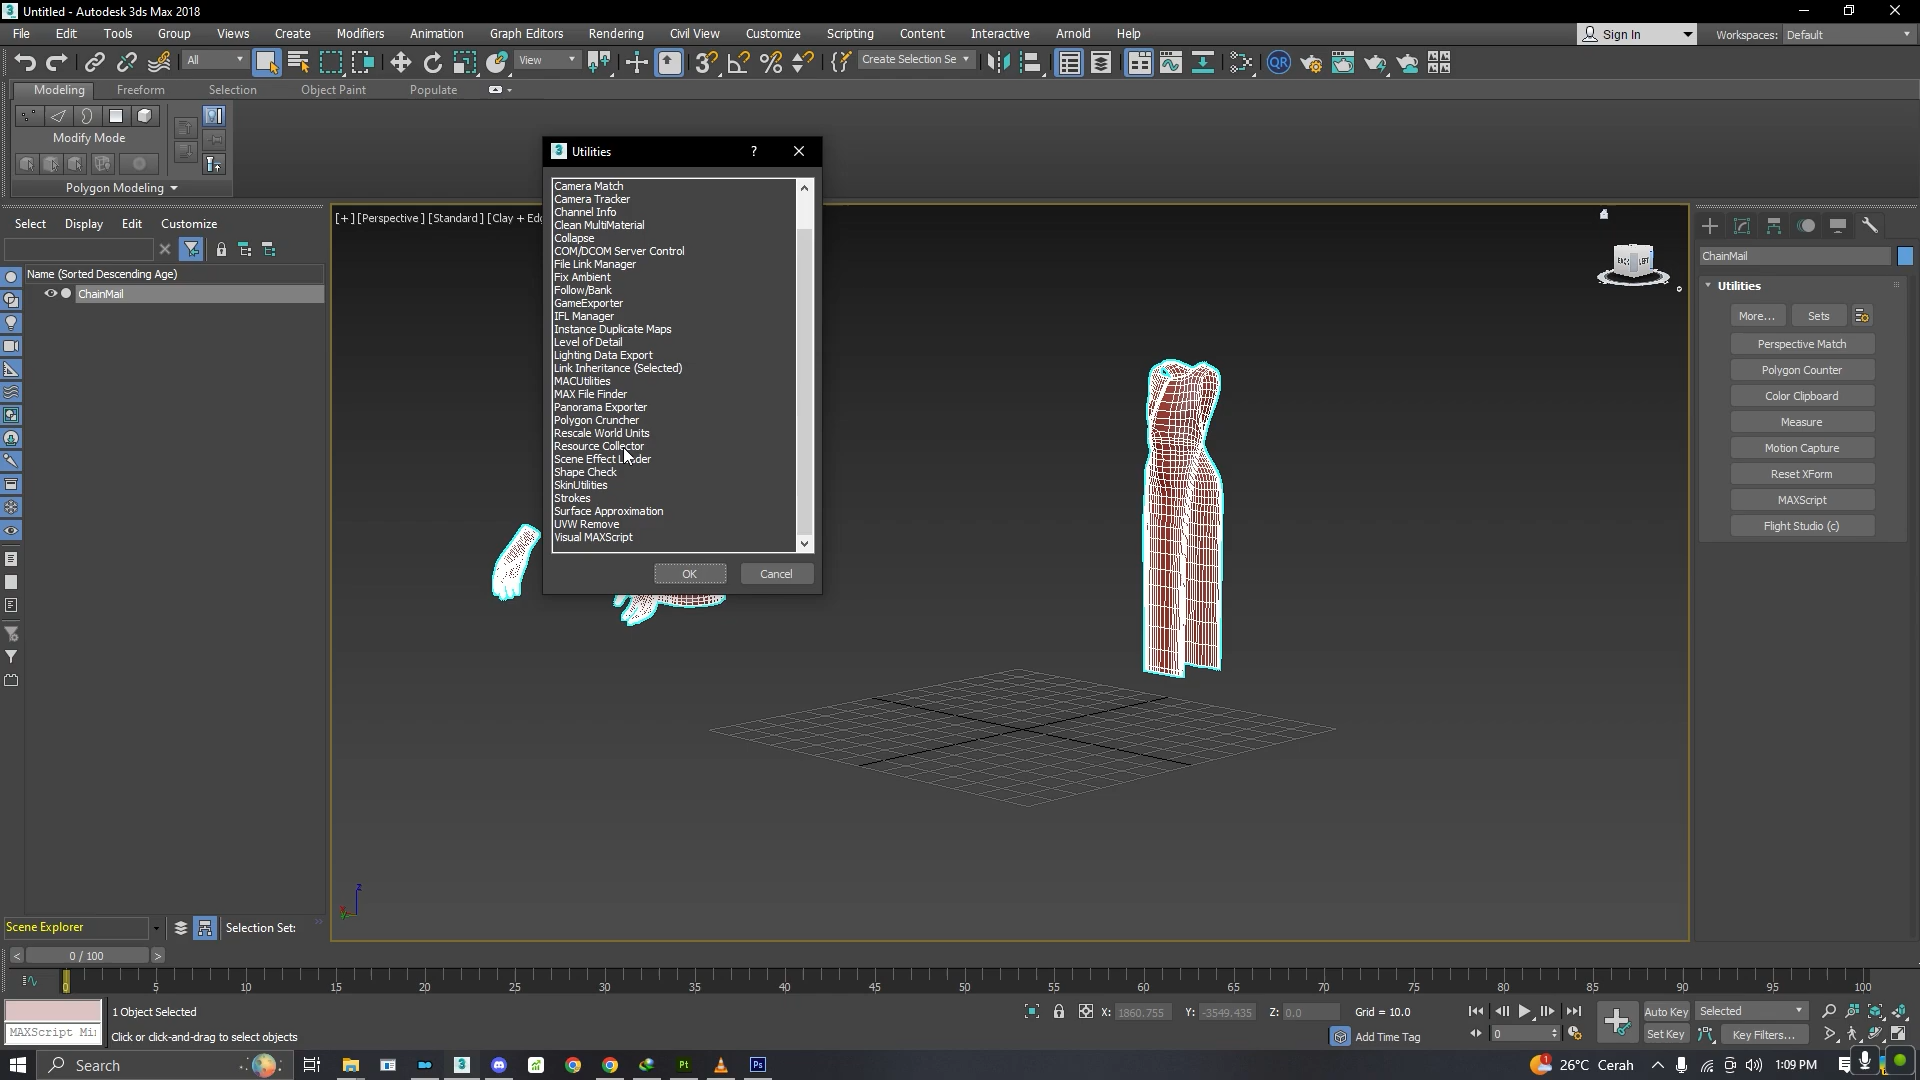 Untitled - Autodesk 3ds Max 2018
File Edit Tools Group Views Create Modifiers Animation Graph Editors Rendering Civil View Customize Scripting Content Interactive Arnold Help
Sign In
Workspaces: Default
All
View
Create Selection Se
QR
Modeling Freeform Selection Object Paint Populate
Modify Mode
Polygon Modeling
Select Display Edit Customize
Name (Sorted Descending Age)
ChainMail
[+] [Perspective] [Standard] [Clay + Ed
Utilities
Camera Match
Camera Tracker
Channel Info
Clean MultiMaterial
Collapse
COM/DCOM Server Control
File Link Manager
Fix Ambient
Follow/Bank
GameExporter
IFL Manager
Instance Duplicate Maps
Level of Detail
Lighting Data Export
Link Inheritance (Selected)
MACUtilities
MAX File Finder
Panorama Exporter
Polygon Cruncher
Rescale World Units
Resource Collector
Scene Effect
Shape Check
SkinUtilities
Strokes
Surface Approximation
UVW Remove
Visual MAXScript
OK Cancel
LEFT
ChainMail
Utilities
More... Sets
Perspective Match
Polygon Counter
Color Clipboard
Measure
Motion Capture
Reset XForm
MAXScript
Flight Studio (c)
z
Scene Explorer
Selection Set:
< 0 / 100 >
0 5 10 15 20 25 30 35 40 45 50 55 60 65 70 75 80 85 90 95 100
1 Object Selected
MAXScript Mi
Click or click-and-drag to select objects
X: 1860.755 Y: -3549.435 Z: 0.0 Grid = 10.0
Add Time Tag
0
Auto Key Selected
Set Key Key Filters...
Search
Pt
Ps
1
26°C Cerah
1:09 PM